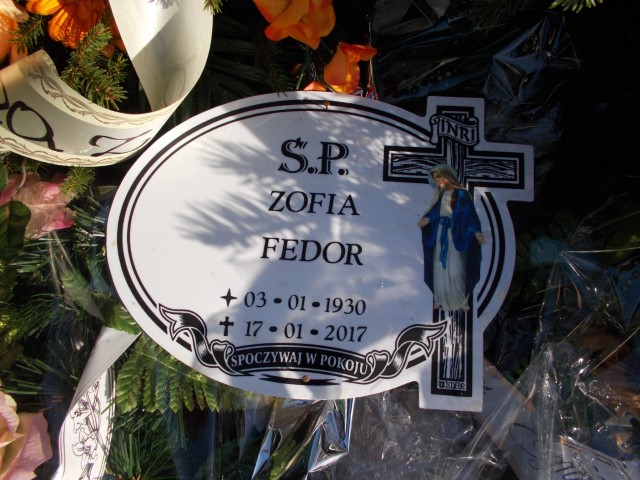 INRI
Ś.P.
ZOFIA
FEDOR
03 • 01 • 1930
17 • 01 • 2017
SPOCZYWAJ W POKOJU